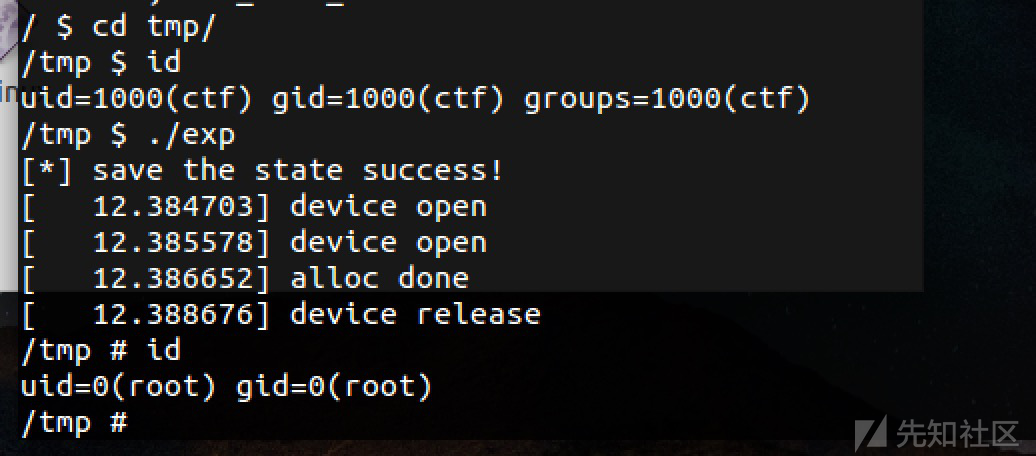 / $ cd tmp/
/tmp $ id
uid=1000(ctf) gid=1000(ctf) groups=1000(ctf)
/tmp $ ./exp
[*] save the state success!
[   12.384703] device open
[   12.385578] device open
[   12.386652] alloc done
[   12.388676] device release
/tmp # id
uid=0(root) gid=0(root)
/tmp #
先知社区